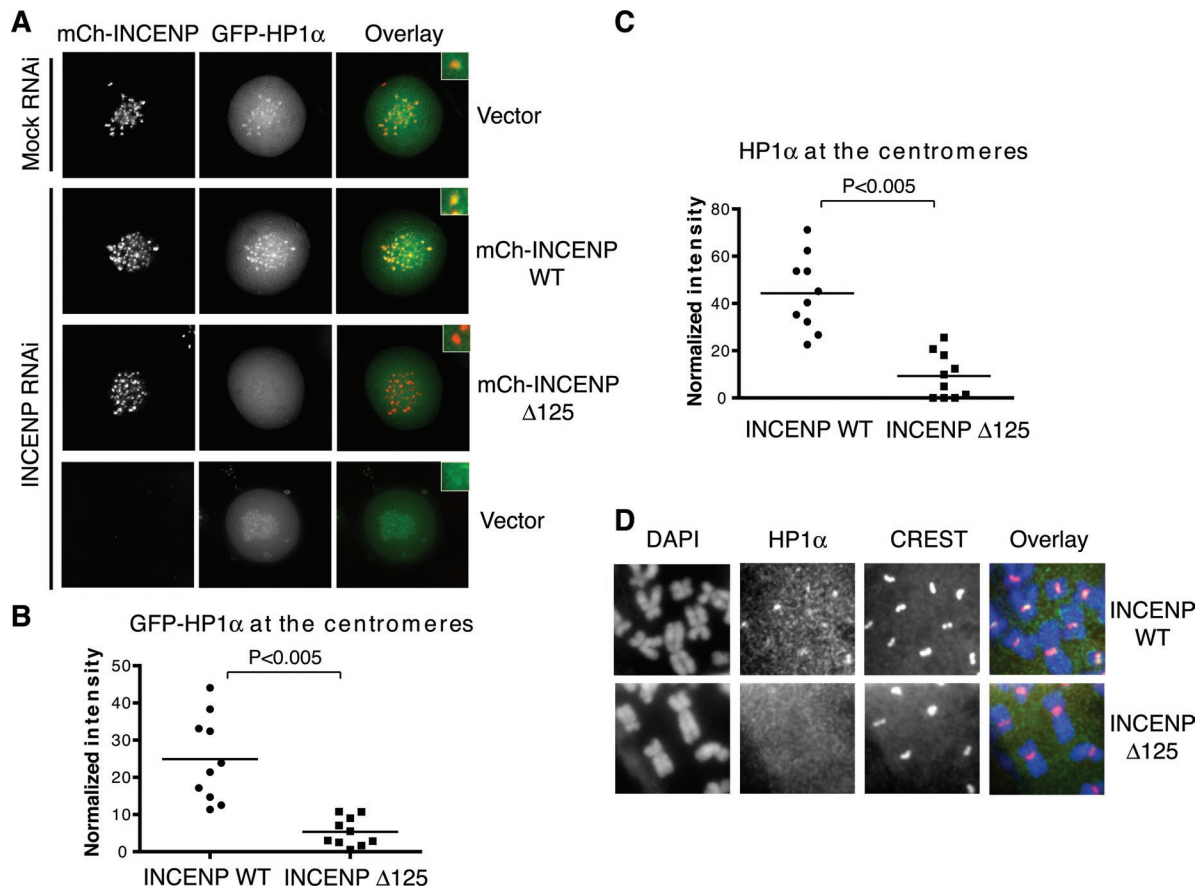 A
mCh-INCENP GFP-HP1α Overlay
Mock RNAi
Vector
INCENP RNAi
mCh-INCENP
WT
mCh-INCENP
Δ125
Vector
B
GFP-HP1α at the centromeres
P<0.005
Normalized intensity
50
40
30
20
10
0
INCENP WT INCENP Δ125
C
HP1α at the centromeres
P<0.005
Normalized intensity
80
60
40
20
0
INCENP WT INCENP Δ125
D
DAPI HP1α CREST Overlay
INCENP
WT
INCENP
Δ125